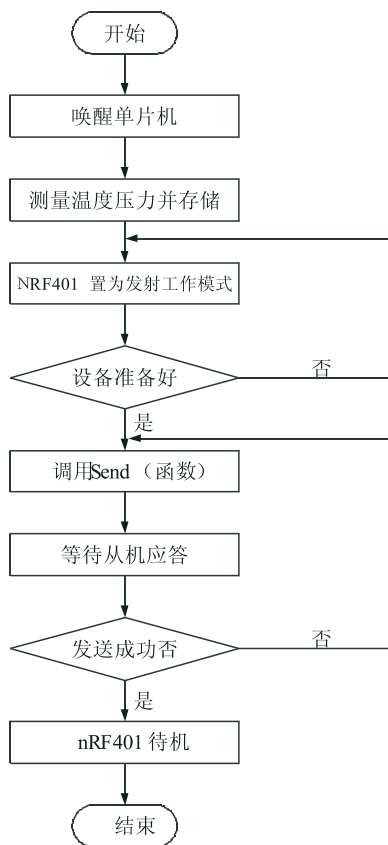 开始
唤醒单片机
测量温度压力并存储
NRF401 置为发射工作模式
设备准备好
否
是
调用Send（函数）
等待从机应答
发送成功否
否
是
nRF401 待机
结束